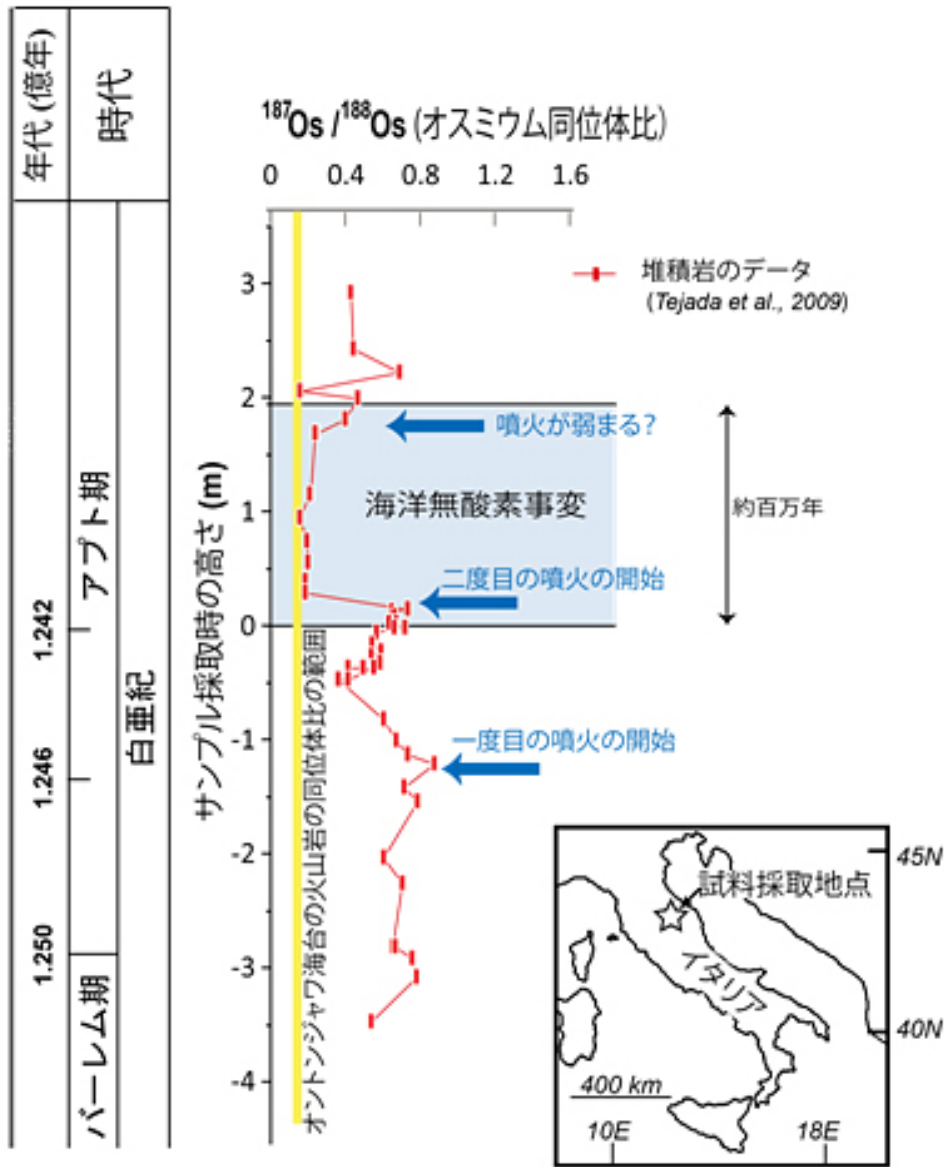 年代 (億年)
時代
187Os / 188Os (オスミウム同位体比)
0 0.4 0.8 1.2 1.6
堆積岩のデータ
(Tejada et al., 2009)
3
2
1
0
-1
-2
-3
-4
サンプル採取時の高さ (m)
噴火が弱まる?
海洋無酸素事変
約百万年
二度目の噴火の開始
一度目の噴火の開始
オントンジャワ海台の火山岩の同位体比の範囲
アプト期
バーレム期
白亜紀
1.242
1.246
1.250
45N
試料採取地点
イタリア
40N
400 km
10E 18E